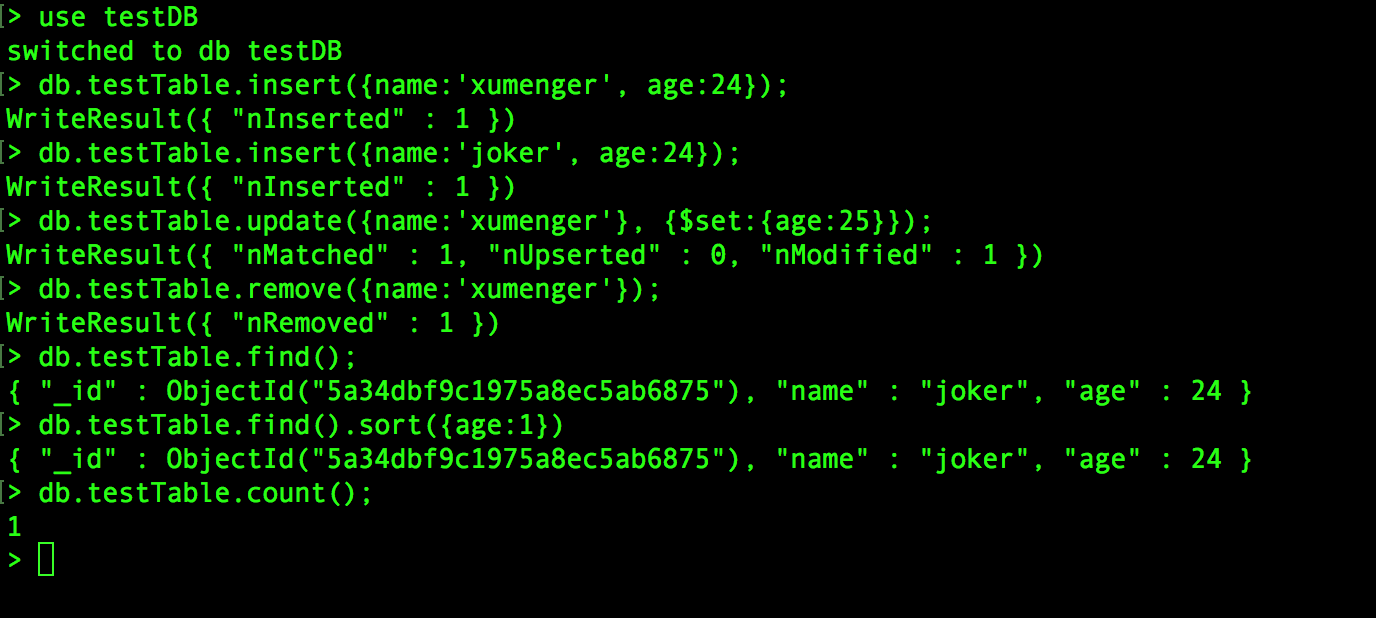 > use testDB
switched to db testDB
> db.testTable.insert({name:'xumenger', age:24});
WriteResult({ "nInserted" : 1 })
> db.testTable.insert({name:'joker', age:24});
WriteResult({ "nInserted" : 1 })
> db.testTable.update({name:'xumenger'}, {$set:{age:25}});
WriteResult({ "nMatched" : 1, "nUpserted" : 0, "nModified" : 1 })
> db.testTable.remove({name:'xumenger'});
WriteResult({ "nRemoved" : 1 })
> db.testTable.find();
{ "_id" : ObjectId("5a34dbf9c1975a8ec5ab6875"), "name" : "joker", "age" : 24 }
> db.testTable.find().sort({age:1})
{ "_id" : ObjectId("5a34dbf9c1975a8ec5ab6875"), "name" : "joker", "age" : 24 }
> db.testTable.count();
1
>